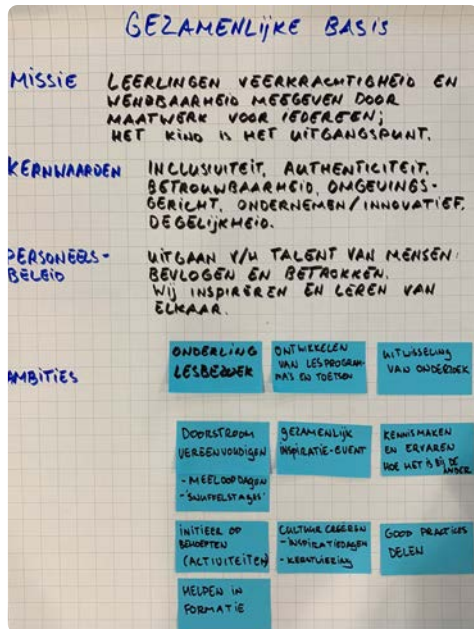 GEZAMENLIJKE BASIS
MISSIE
LEERLINGEN VEERKRACHTIGHEID EN
WENDBAARHEID MEEGEVEN DOOR
MAATWERK VOOR IEDEREEN;
HET KIND IS HET UITGANGSPUNT.
KERNWAARDEN
INCLUSIVITEIT, AUTHENTICITEIT,
BETROUWBAARHEID, OMGEVINGS-
GERICHT, ONDERNEMEN/INNOVATIEF,
DEGELIJKHEID.
PERSONEELS-
BELEID
UITGAAN V/H TALENT VAN MENSEN:
BEVLOGEN EN BETROKKEN.
WIJ INSPIREREN EN LEREN VAN
ELKAAR.
AMBITIES
ONDERLING
LESBEZOEK
ONTWIKKELEN
VAN LESPROGRAM-
MA'S EN TOETSEN
UITWISSELING
VAN ONDERZOEK
DOORSTROOM
VEREENVOUDIGEN
- MEELOOPDAGEN
- 'SNUFFELSTAGES'
GEZAMENLIJK
INSPIRATIE-EVENT
KENNISMAKEN
EN ERVAREN
HOE HET IS BIJ DE
ANDER
INITIEER OP
BEHOEFTEN
(ACTIVITEITEN)
CULTUUR CREËREN
- INSPIRATIEDAGEN
- KERSTVIERING
GOOD PRACTICES
DELEN
HELPEN IN
FORMATIE